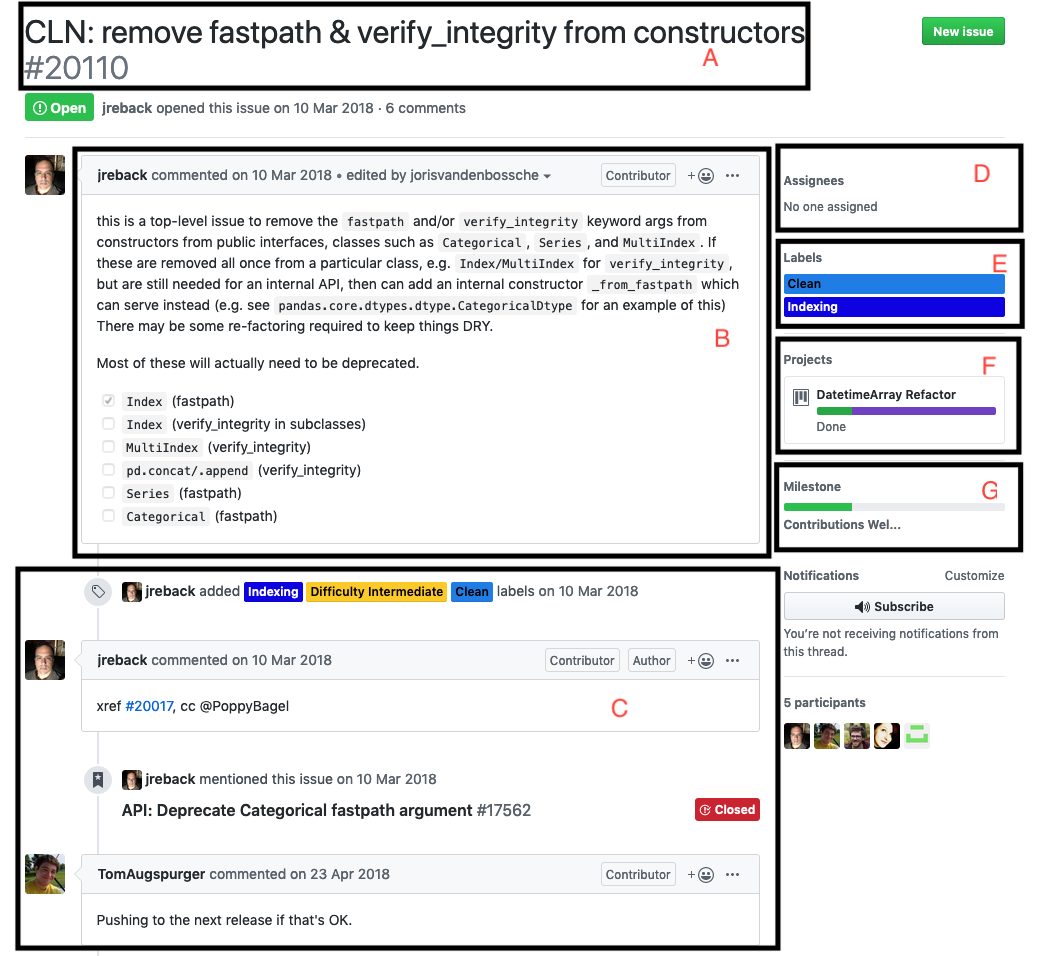 CLN: remove fastpath & verify_integrity from constructors
#20110
A
New issue
Open jreback opened this issue on 10 Mar 2018 · 6 comments
jreback commented on 10 Mar 2018 • edited by jorisvandenbossche
Contributor
this is a top-level issue to remove the fastpath and/or verify_integrity keyword args from
constructors from public interfaces, classes such as Categorical, Series, and MultiIndex. If
these are removed all once from a particular class, e.g. Index/MultiIndex for verify_integrity,
but are still needed for an internal API, then can add an internal constructor _from_fastpath which
can serve instead (e.g. see pandas.core.dtypes.dtype.CategoricalDtype for an example of this)
There may be some re-factoring required to keep things DRY.
B
Most of these will actually need to be deprecated.
Index (fastpath)
Index (verify_integrity in subclasses)
MultiIndex (verify_integrity)
pd.concat/.append (verify_integrity)
Series (fastpath)
Categorical (fastpath)
jreback added Indexing Difficulty Intermediate Clean labels on 10 Mar 2018
jreback commented on 10 Mar 2018
Contributor
Author
xref #20017, cc @PoppyBagel
C
jreback mentioned this issue on 10 Mar 2018
API: Deprecate Categorical fastpath argument #17562
Closed
TomAugspurger commented on 23 Apr 2018
Contributor
Pushing to the next release if that's OK.
D
Assignees
No one assigned
Labels
E
Clean
Indexing
Projects
F
DatetimeArray Refactor
Done
Milestone
G
Contributions Wel...
Notifications
Customize
Subscribe
You're not receiving notifications from
this thread.
5 participants